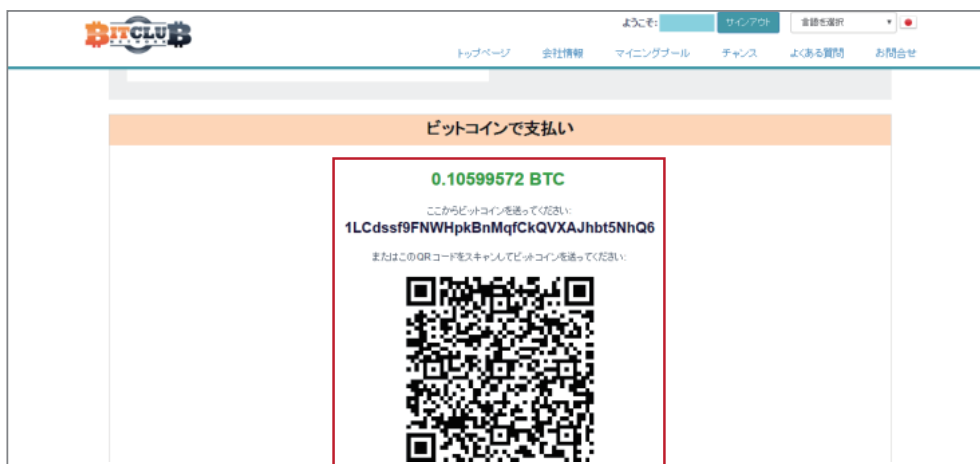 BITCLUB
NETWORK
ようこそ:
サインアウト
言語を選択
トップページ 会社情報 マイニングプール チャンス よくある質問 お問合せ
ビットコインで支払い
0.10599572 BTC
ここからビットコインを送ってください:
1LCdssf9FNWHpkBnMqfCkQVXAJhbt5NhQ6
またはこのQRコードをスキャンしてビットコインを送ってください: